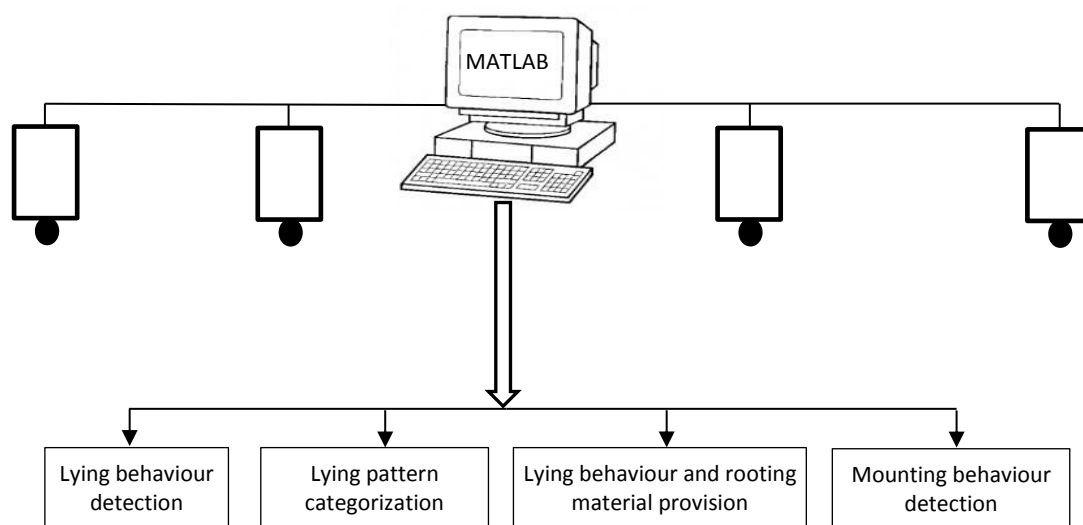 MATLAB
Lying behaviour
detection
Lying pattern
categorization
Lying behaviour and rooting
material provision
Mounting behaviour
detection